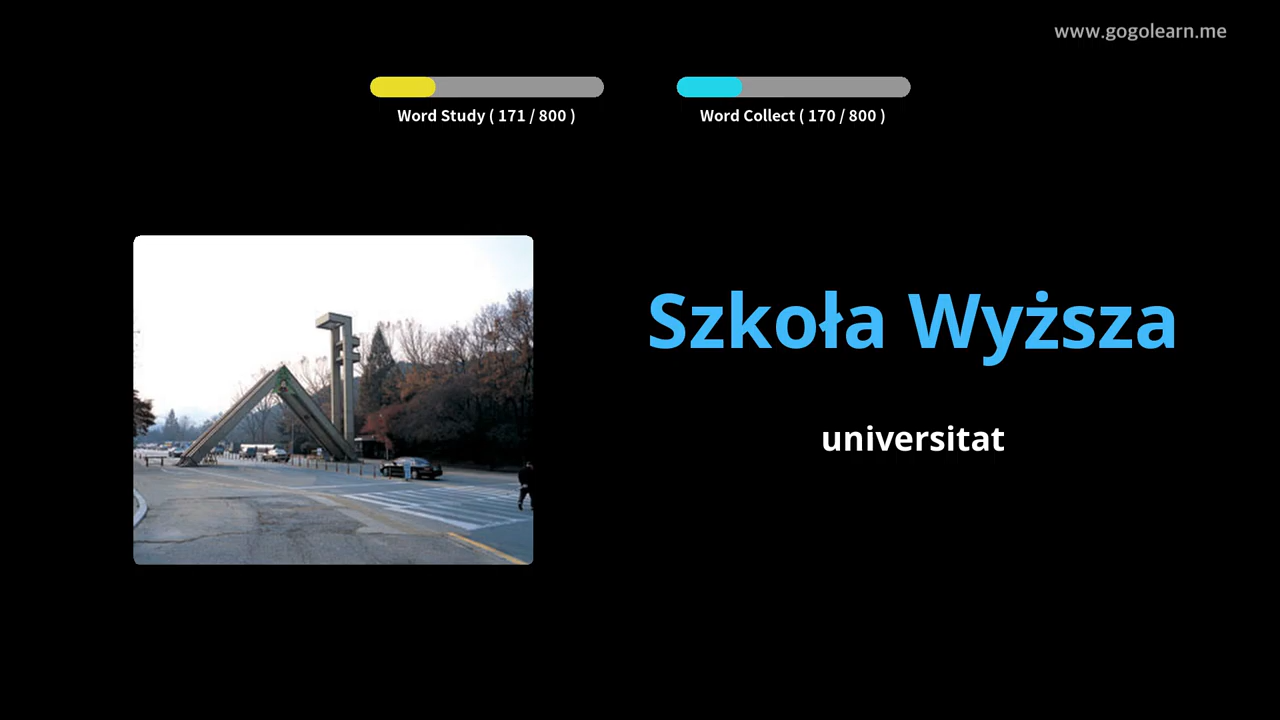 www.gogolearn.me
Word Study ( 171 / 800 )
Word Collect ( 170 / 800 )
Szkoła Wyższa
universitat